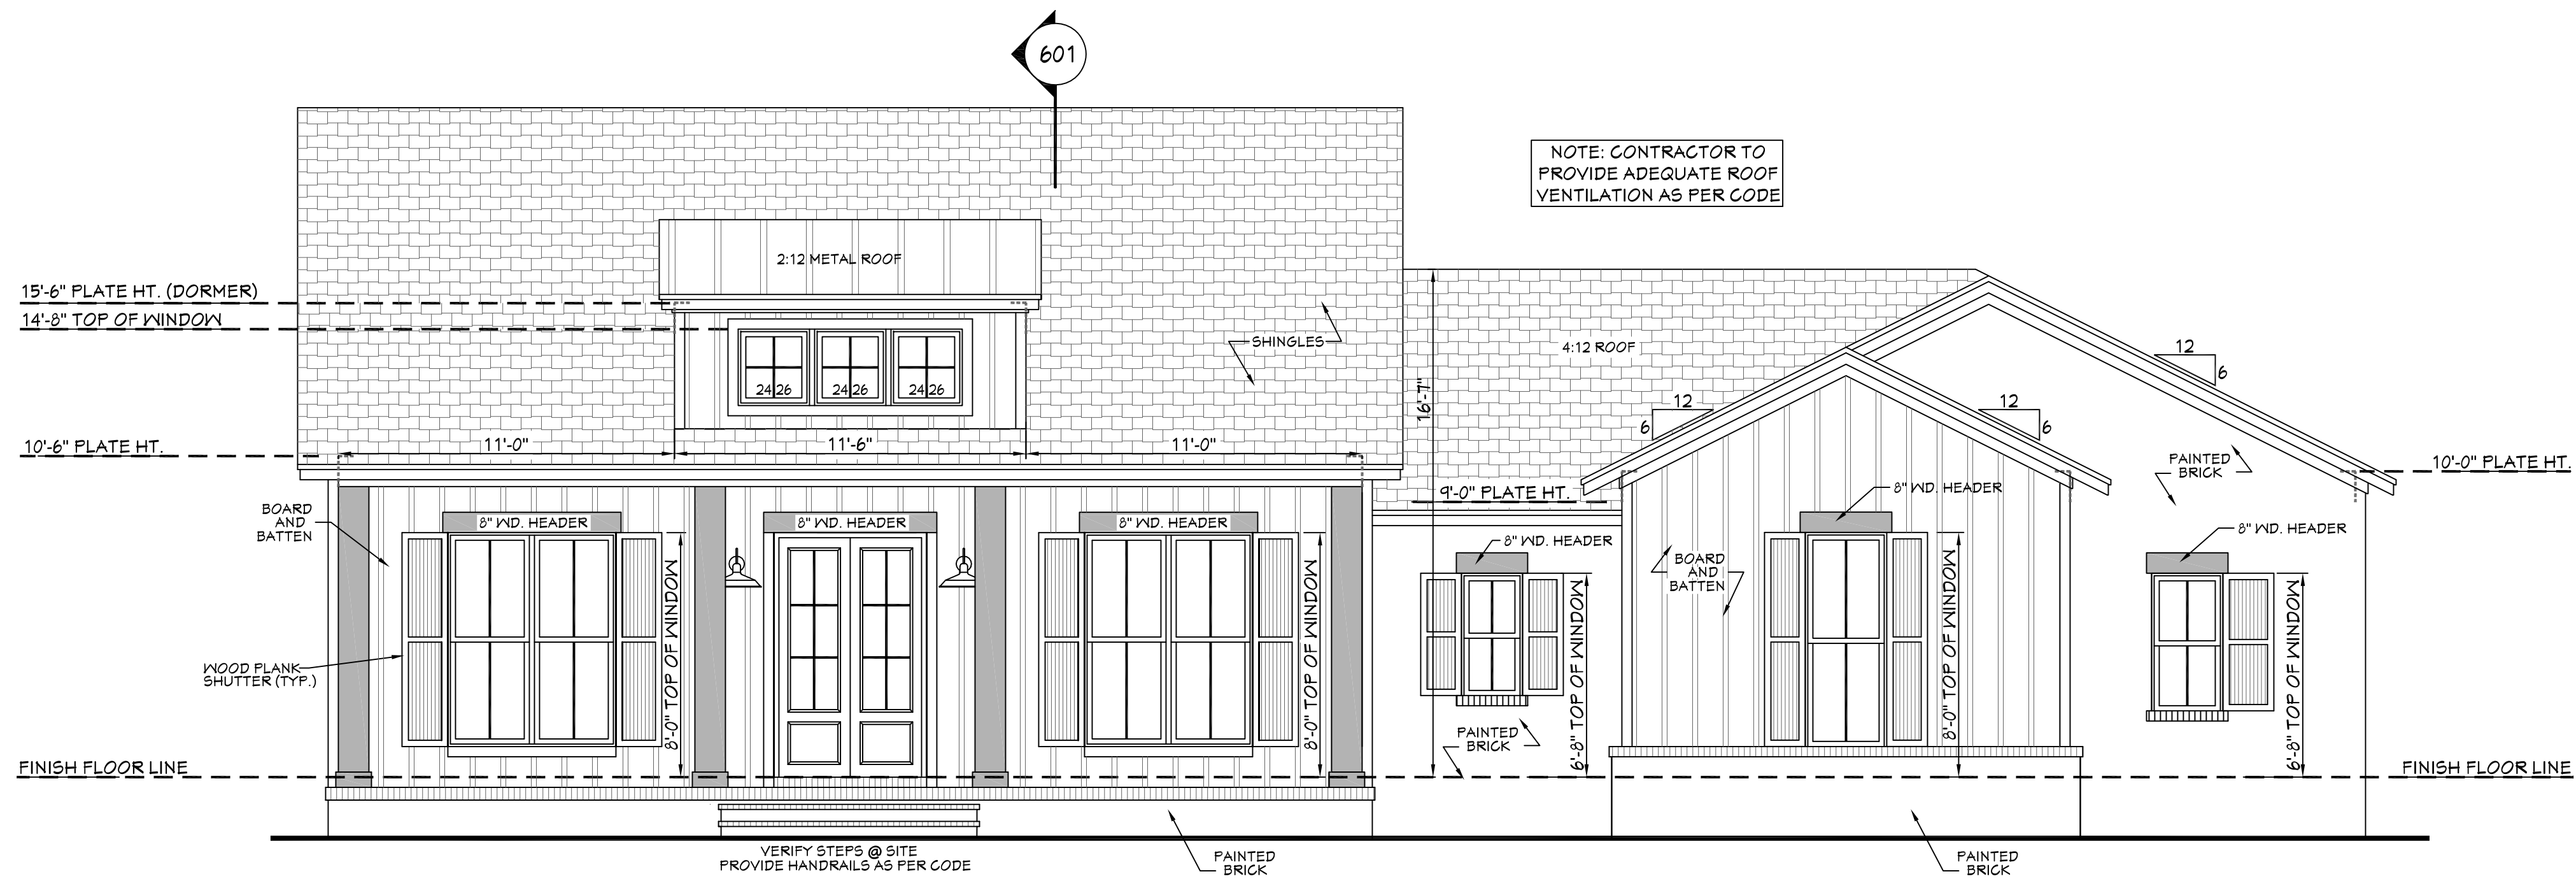 601
NOTE: CONTRACTOR TO
PROVIDE ADEQUATE ROOF
VENTILATION AS PER CODE
2:12 METAL ROOF
15'-6" PLATE HT. (DORMER)
14'-8" TOP OF WINDOW
SHINGLES
4:12 ROOF
12
6
24 26
24 26
24 26
16'-7"
12
6
12
6
10'-6" PLATE HT.
11'-0"
11'-6"
11'-0"
PAINTED
BRICK
10'-0" PLATE HT.
9'-0" PLATE HT.
8" WD. HEADER
BOARD
AND
BATTEN
8" WD. HEADER
8" WD. HEADER
8" WD. HEADER
8" WD. HEADER
8" WD. HEADER
BOARD
AND
BATTEN
8'-0" TOP OF WINDOW
8'-0" TOP OF WINDOW
6'-8" TOP OF WINDOW
8'-0" TOP OF WINDOW
6'-8" TOP OF WINDOW
WOOD PLANK
SHUTTER (TYP.)
PAINTED
BRICK
FINISH FLOOR LINE
FINISH FLOOR LINE
VERIFY STEPS @ SITE
PROVIDE HANDRAILS AS PER CODE
PAINTED
BRICK
PAINTED
BRICK